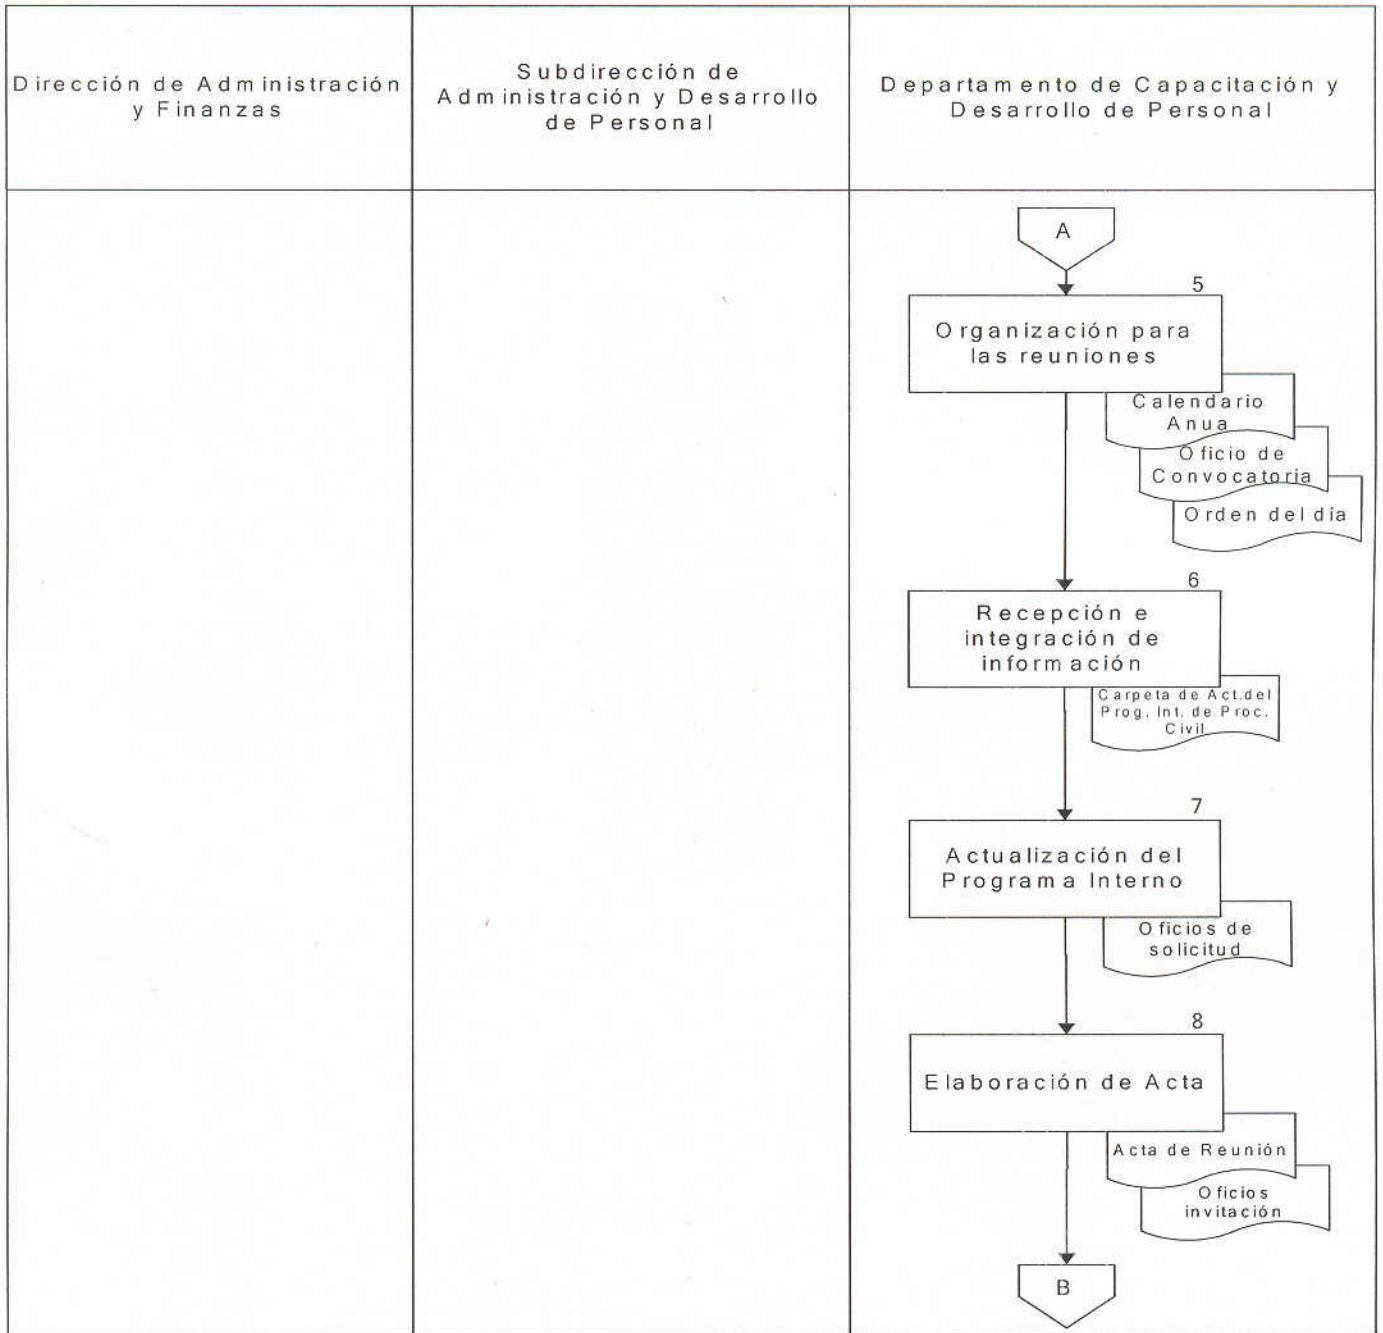 Dirección de Administración
y Finanzas
Subdirección de
Administración y Desarrollo
de Personal
Departamento de Capacitación y
Desarrollo de Personal
A
5
Organización para
las reuniones
Calendario
Anua
Oficio de
Convocatoria
Orden del día
6
Recepción e
integración de
información
Carpeta de Act.del
Prog. Int. de Proc.
Civil
7
Actualización del
Programa Interno
Oficios de
solicitud
8
Elaboración de Acta
Acta de Reunión
Oficios
invitación
B